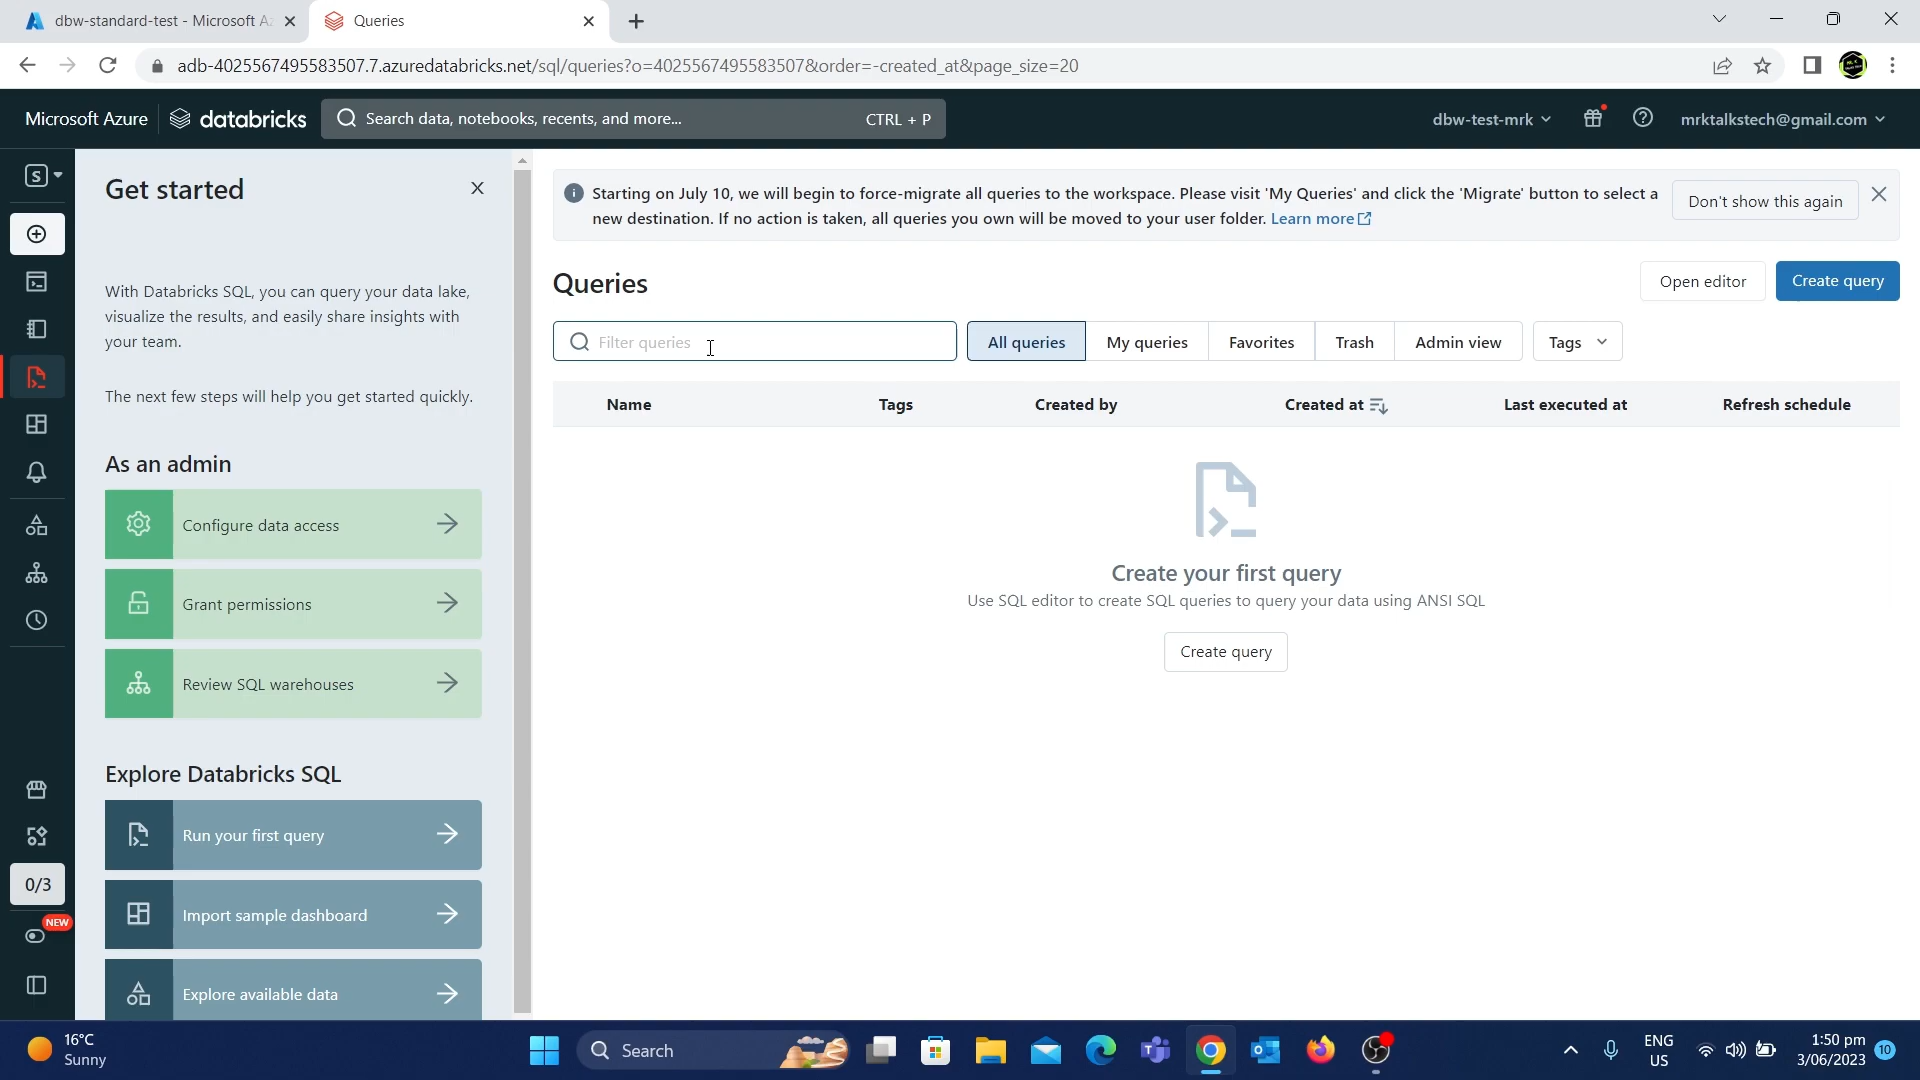 dbw-standard-test - Microsoft Az
Queries
adb-4025567495583507.7.azuredatabricks.net/sql/queries?o=4025567495583507&order=-created_at&page_size=20
Microsoft Azure
databricks
Search data, notebooks, recents, and more...
CTRL + P
dbw-test-mrk
mrktalkstech@gmail.com
S
Get started
With Databricks SQL, you can query your data lake,
visualize the results, and easily share insights with
your team.
The next few steps will help you get started quickly.
As an admin
Configure data access
Grant permissions
Review SQL warehouses
Explore Databricks SQL
Run your first query
Import sample dashboard
Explore available data
0/3
NEW
Starting on July 10, we will begin to force-migrate all queries to the workspace. Please visit 'My Queries' and click the 'Migrate' button to select a
new destination. If no action is taken, all queries you own will be moved to your user folder. Learn more
Don't show this again
Queries
Open editor
Create query
Filter queries
All queries
My queries
Favorites
Trash
Admin view
Tags
Name
Tags
Created by
Created at
Last executed at
Refresh schedule
Create your first query
Use SQL editor to create SQL queries to query your data using ANSI SQL
Create query
16°C
Sunny
Search
ENG
US
1:50 pm
3/06/2023
10